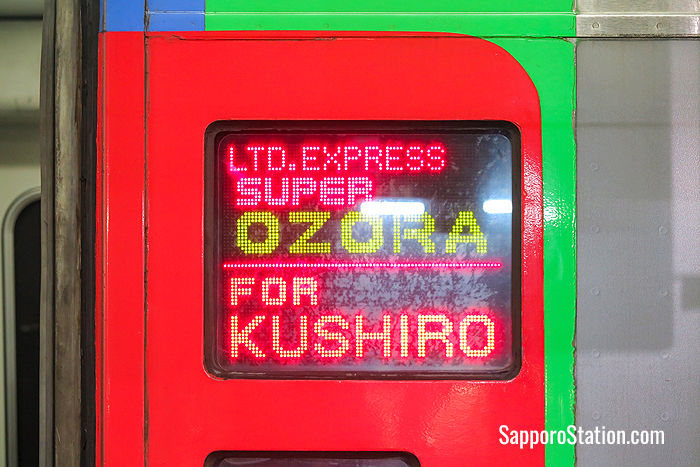 LTD.EXPRESS
SUPER
OZORA
FOR
KUSHIRO
SapporoStation.com